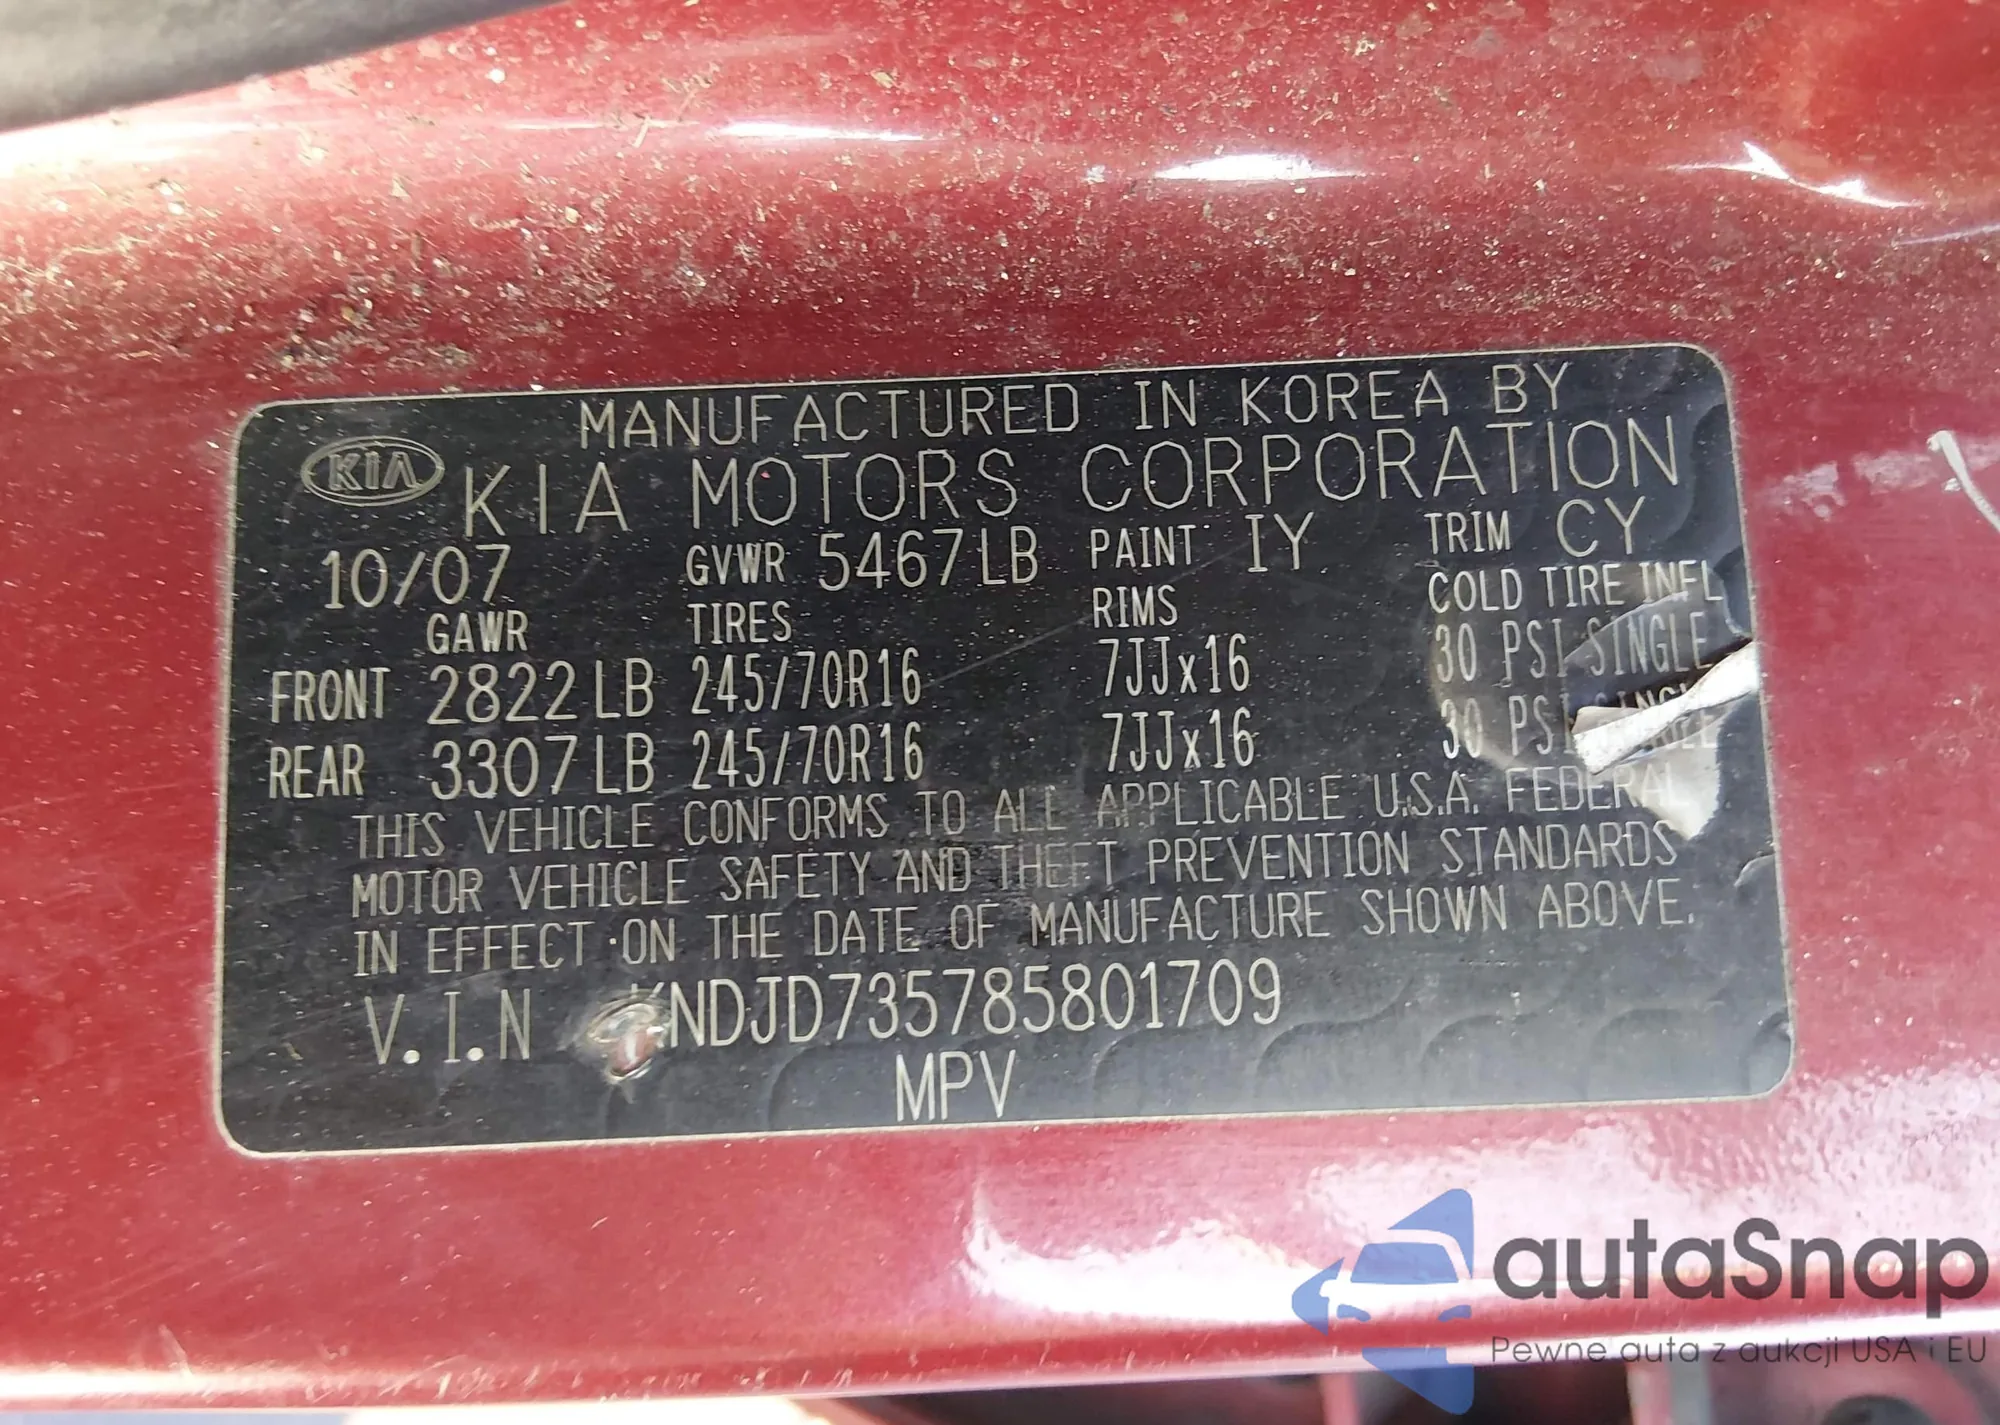 MANUFACTURED IN KOREA BY
KIA KIA MOTORS CORPORATION
10/07 GVWR 5467LB PAINT IY TRIM CY
GAWR TIRES RIMS COLD TIRE INFL
FRONT 2822LB 245/70R16 7JJx16 30 PSI SINGLE
REAR 3307LB 245/70R16 7JJx16 30 PSI SINGLE
THIS VEHICLE CONFORMS TO ALL APPLICABLE U.S.A. FEDERAL
MOTOR VEHICLE SAFETY AND THEFT PREVENTION STANDARDS
IN EFFECT ON THE DATE OF MANUFACTURE SHOWN ABOVE.
V.I.N KNDJD735785801709
MPV
autaSnap
Pewne auta z aukcji USA i EU